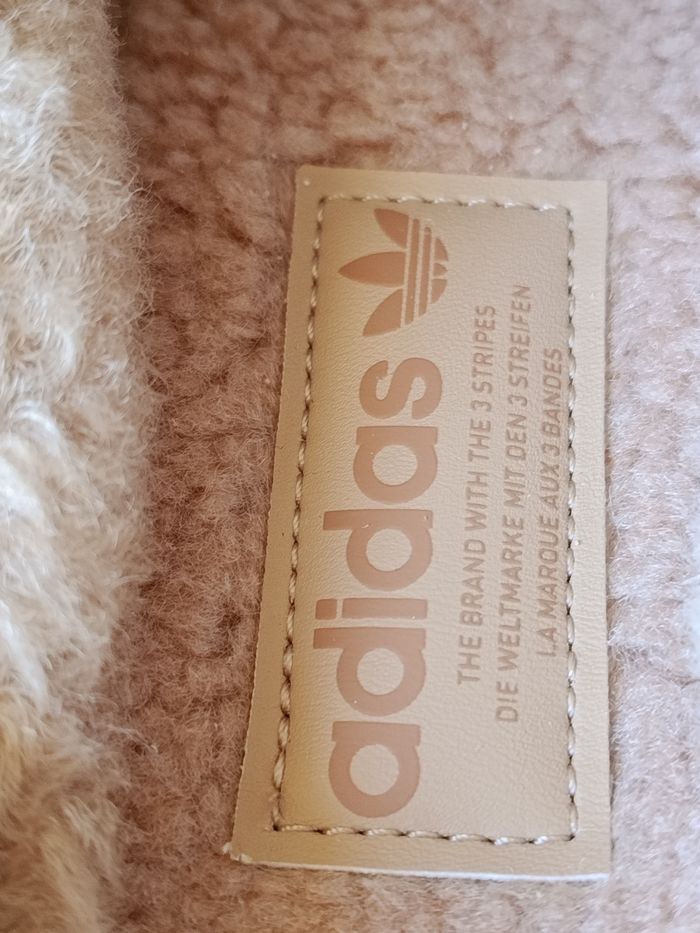 adidas
THE BRAND WITH THE 3 STRIPES
DIE WELTMARKE MIT DEN 3 STREIFEN
LA MARQUE AUX 3 BANDES